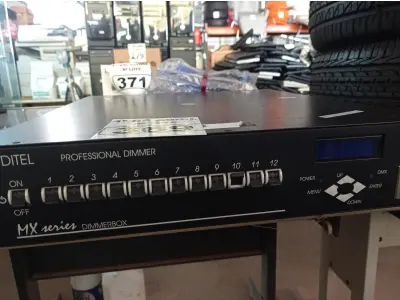 371
DITEL PROFESSIONAL DIMMER
ON
1 2 3 4 5 6 7 8 9 10 11 12
OFF
POWER UP DMX
MENU ENTER
DOWN
MX series DIMMERBOX